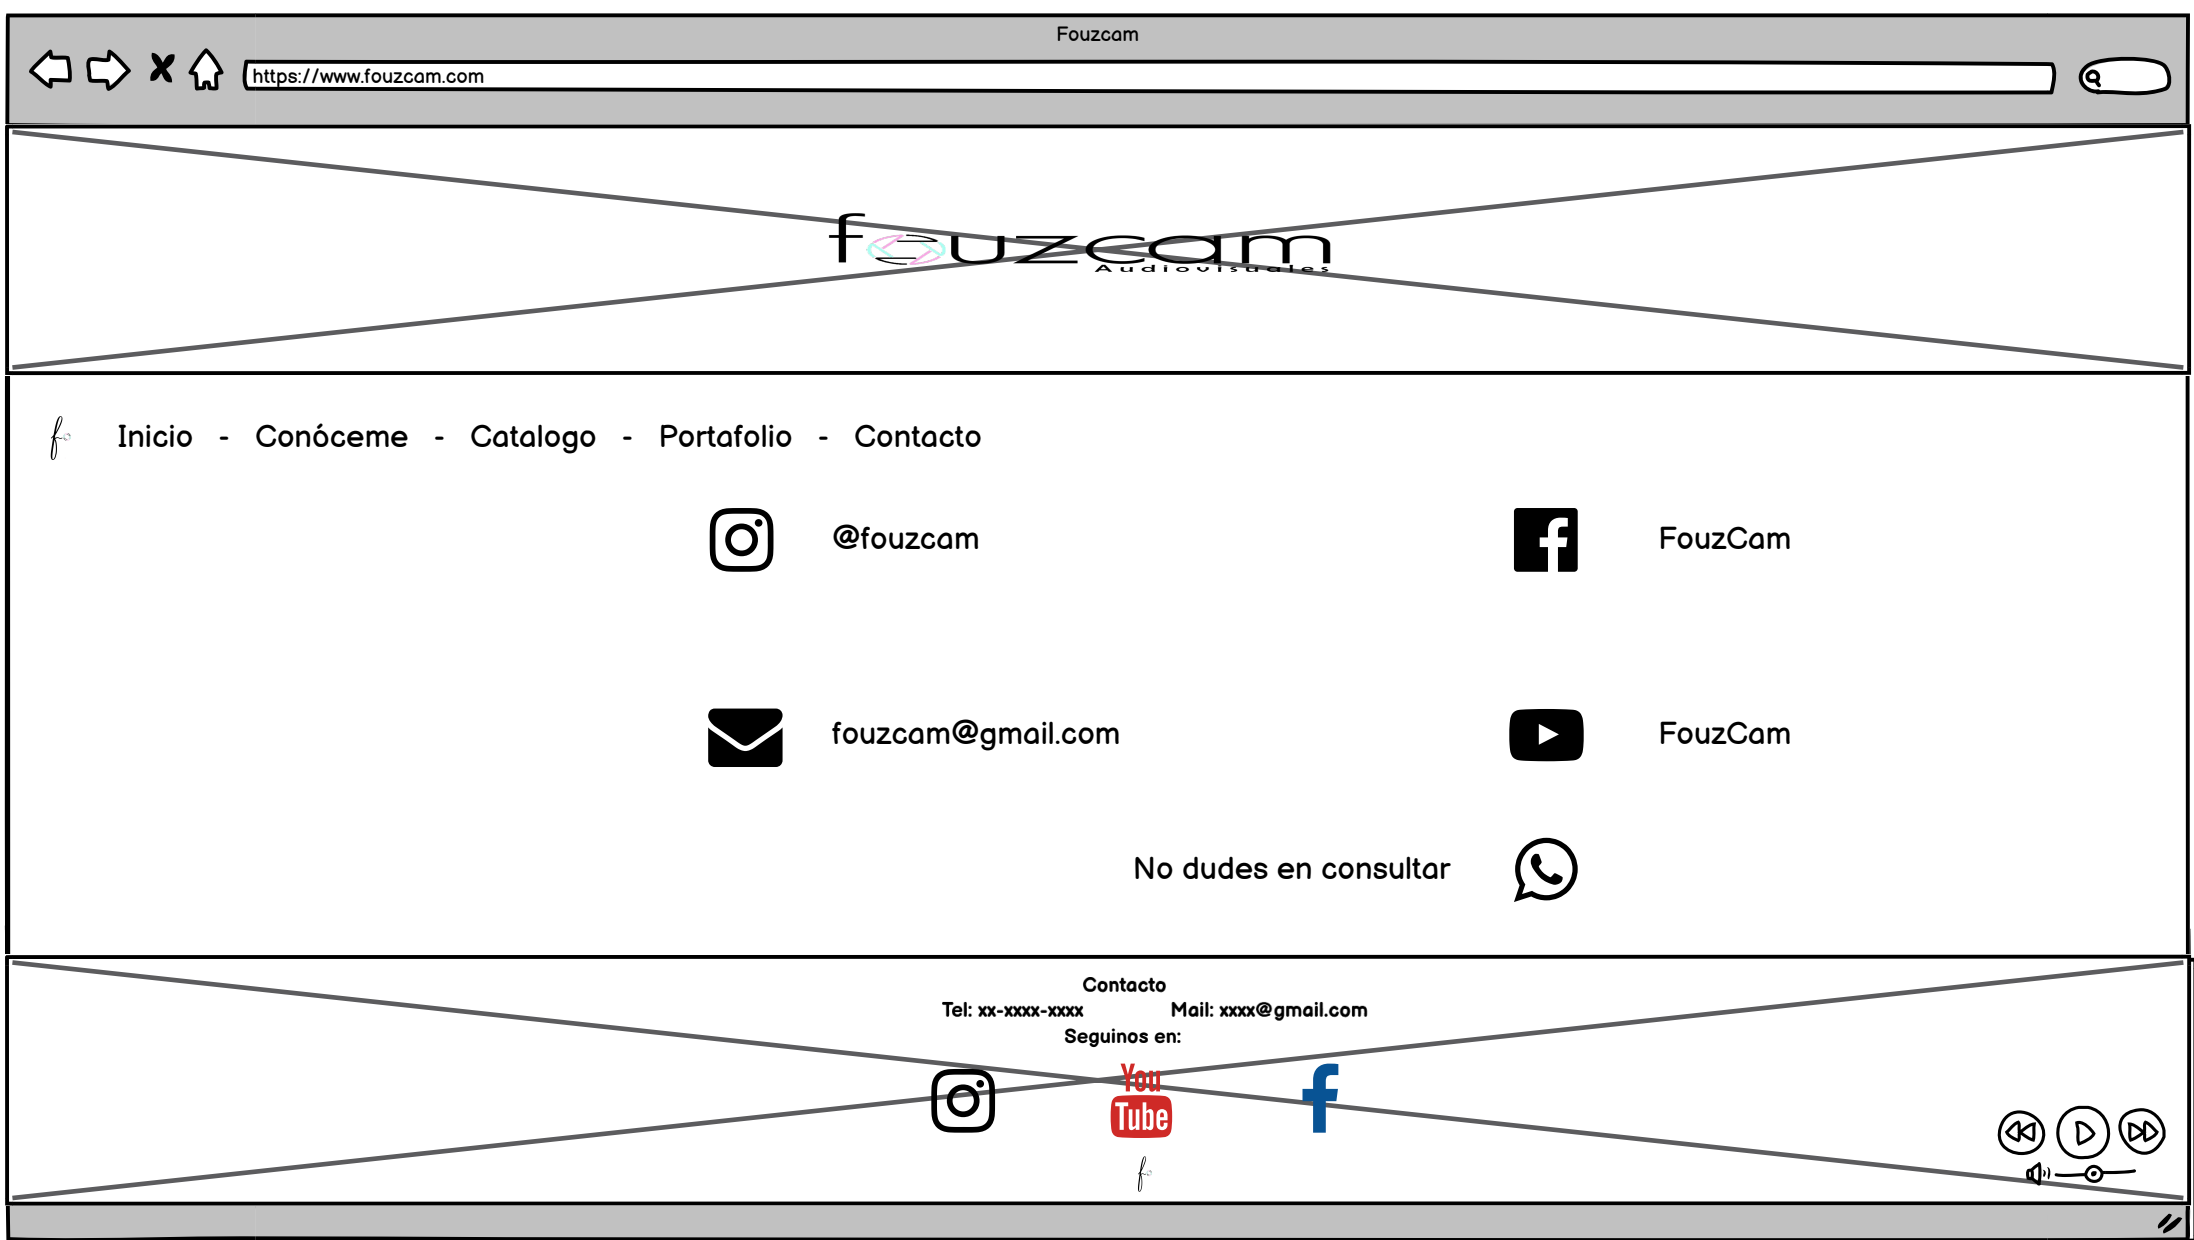 Fouzcam
https://www.fouzcam.com
fouzcam
Audiovisuales
f Inicio - Conóceme - Catalogo - Portafolio - Contacto
@fouzcam FouzCam
fouzcam@gmail.com FouzCam
No dudes en consultar
Contacto
Tel: xx-xxxx-xxxx Mail: xxxx@gmail.com
Seguinos en:
You
Tube
f